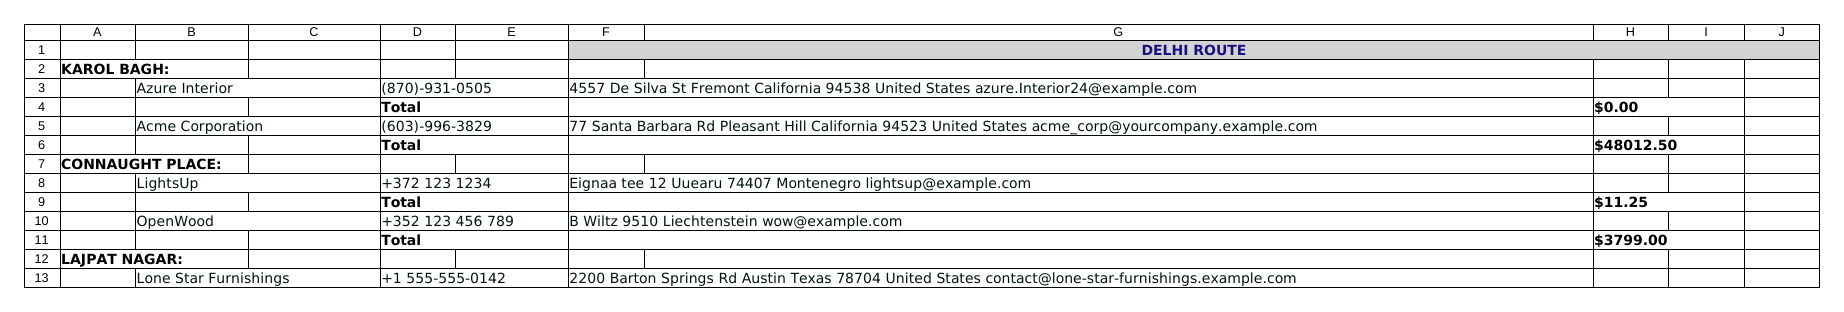 A B C D E F G H I J
1 DELHI ROUTE
2 KAROL BAGH:
3 Azure Interior (870)-931-0505 4557 De Silva St Fremont California 94538 United States azure.Interior24@example.com
4 Total $0.00
5 Acme Corporation (603)-996-3829 77 Santa Barbara Rd Pleasant Hill California 94523 United States acme_corp@yourcompany.example.com
6 Total $48012.50
7 CONNAUGHT PLACE:
8 LightsUp +372 123 1234 Eignaa tee 12 Uuearu 74407 Montenegro lightsup@example.com
9 Total $11.25
10 OpenWood +352 123 456 789 B Wiltz 9510 Liechtenstein wow@example.com
11 Total $3799.00
12 LAJPAT NAGAR:
13 Lone Star Furnishings +1 555-555-0142 2200 Barton Springs Rd Austin Texas 78704 United States contact@lone-star-furnishings.example.com